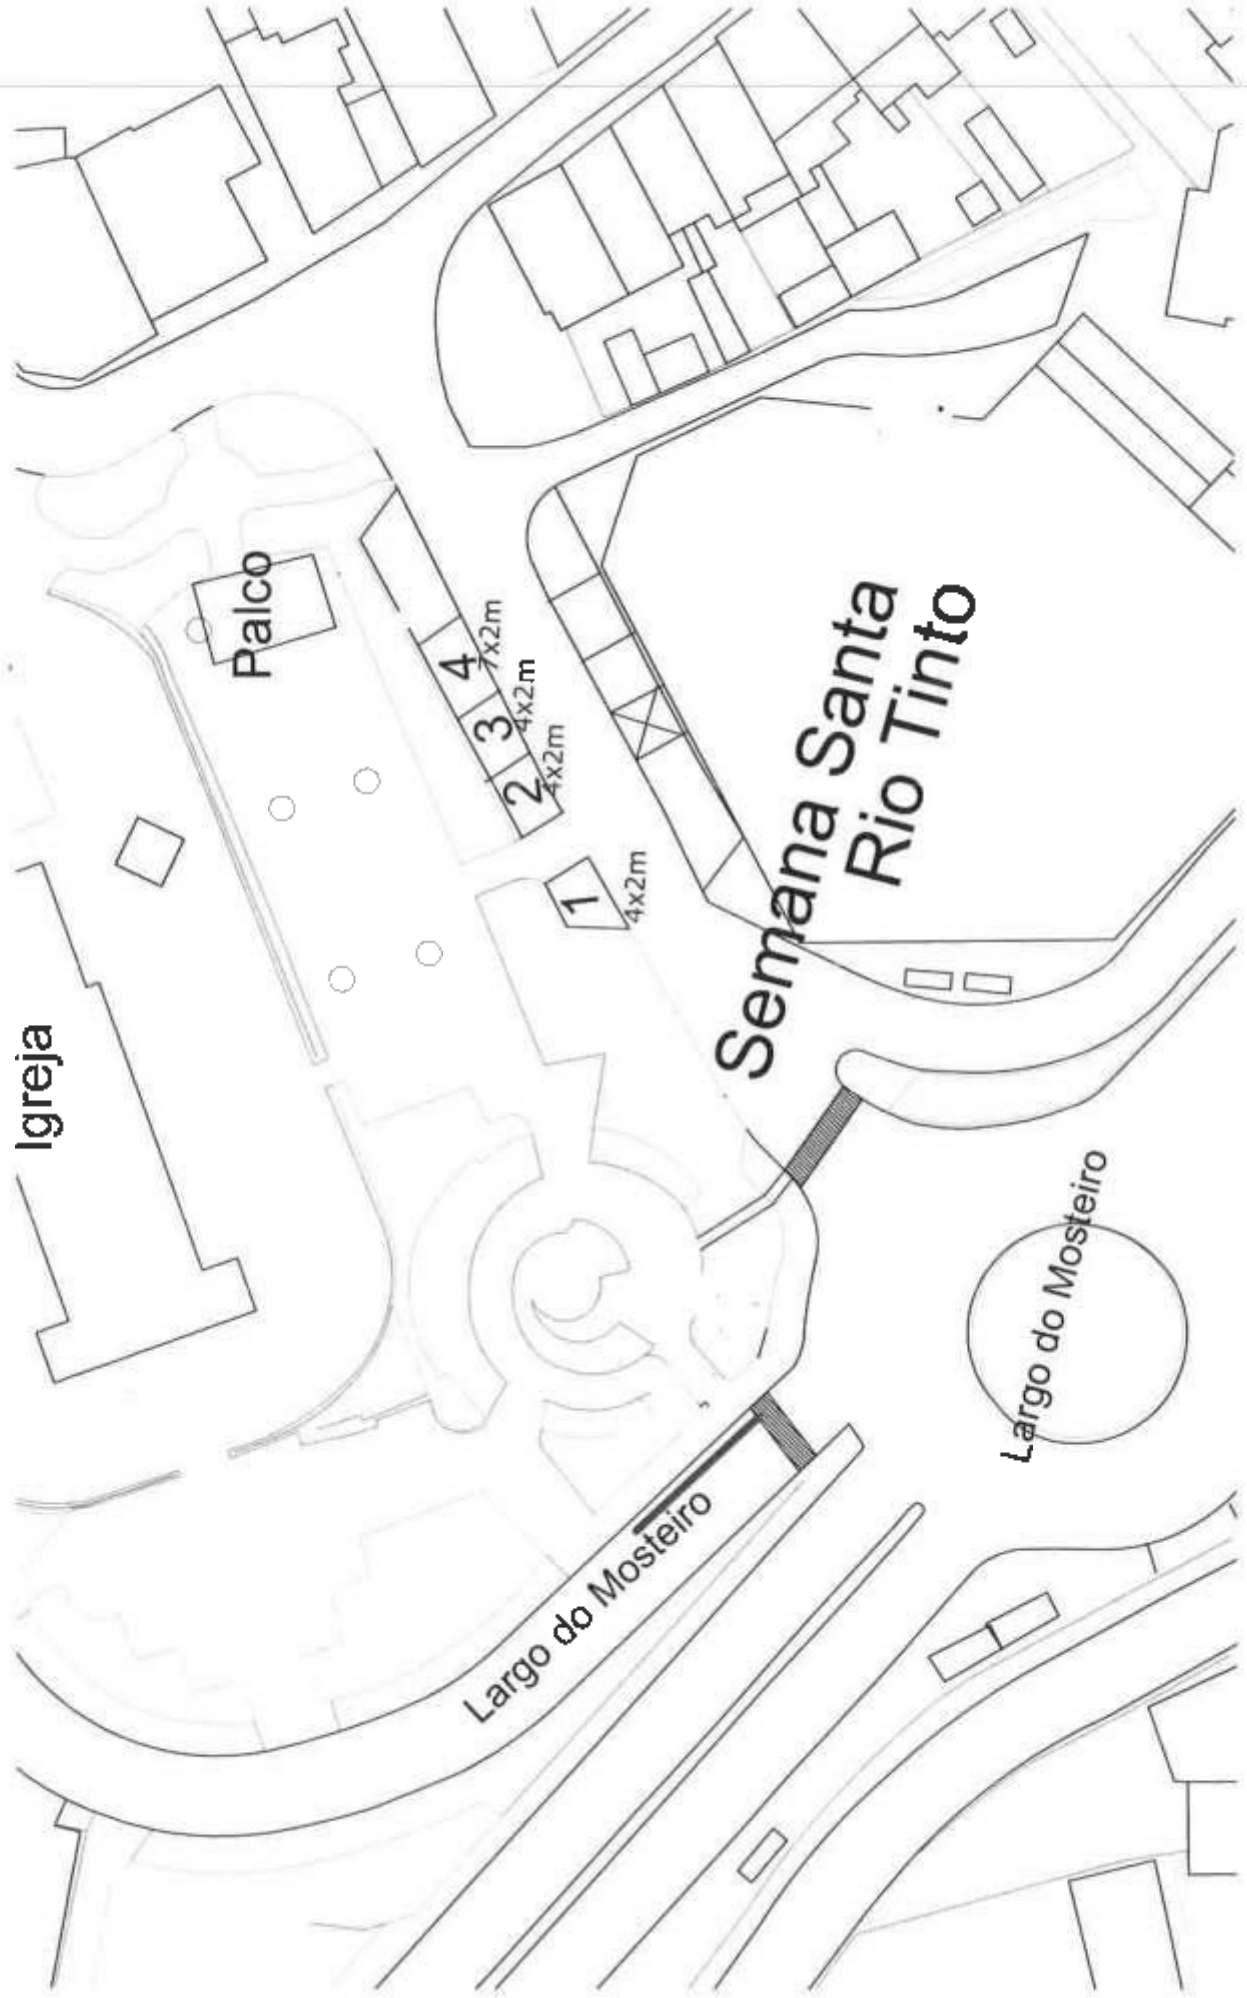 Igreja
Palco
4
7x2m
3
4x2m
2
4x2m
1
4x2m
Semana Santa
Rio Tinto
Largo do Mosteiro
Largo do Mosteiro